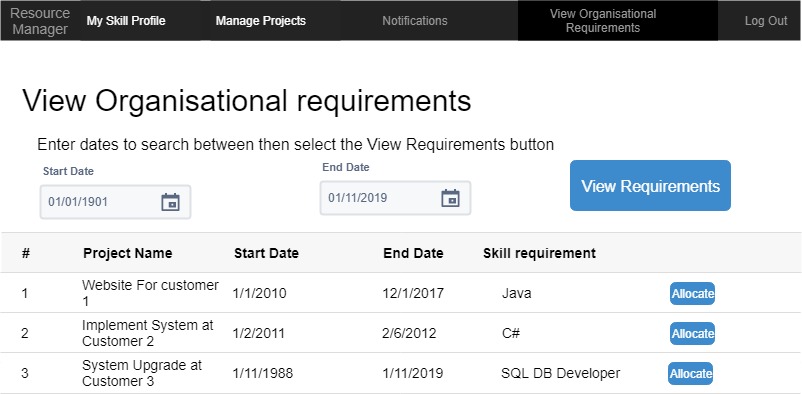 Resource Manager My Skill Profile Manage Projects Notifications View Organisational Requirements Log Out
View Organisational requirements
Enter dates to search between then select the View Requirements button
Start Date End Date
01/01/1901 01/11/2019 View Requirements
# Project Name Start Date End Date Skill requirement
1 Website For customer 1 1/1/2010 12/1/2017 Java Allocate
2 Implement System at Customer 2 1/2/2011 2/6/2012 C# Allocate
3 System Upgrade at Customer 3 1/11/1988 1/11/2019 SQL DB Developer Allocate